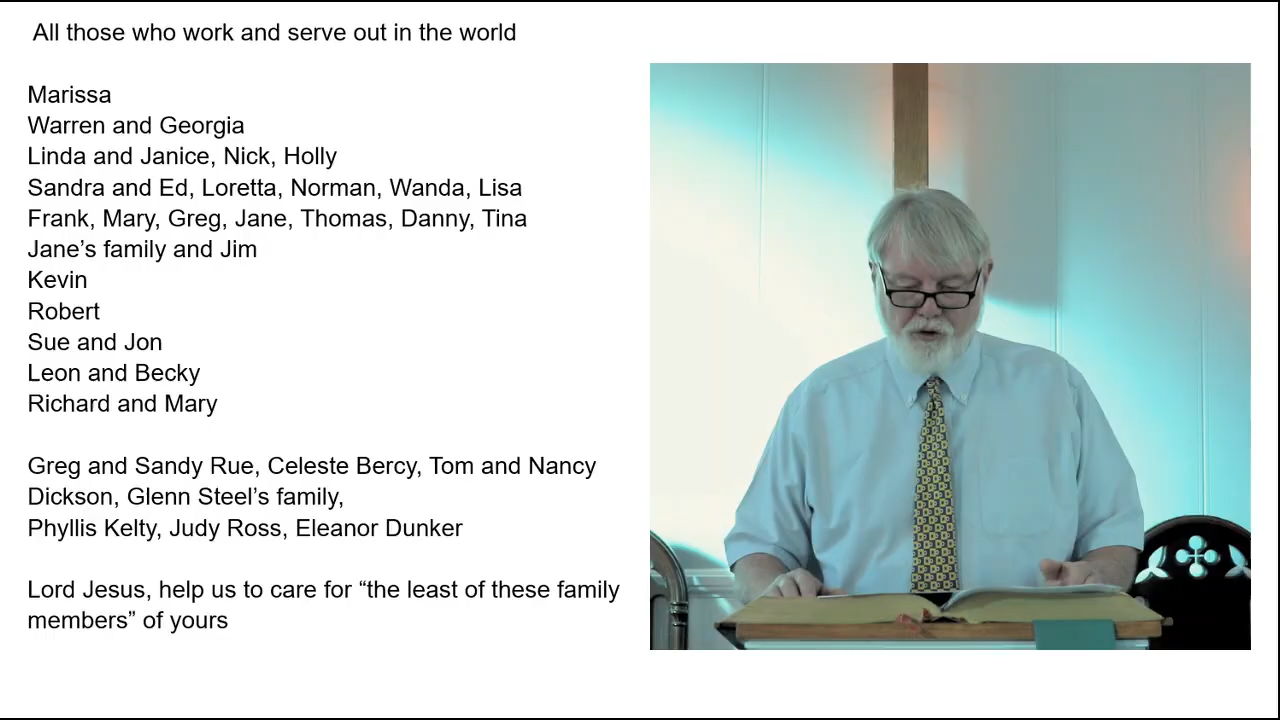 All those who work and serve out in the world
Marissa
Warren and Georgia
Linda and Janice, Nick, Holly
Sandra and Ed, Loretta, Norman, Wanda, Lisa
Frank, Mary, Greg, Jane, Thomas, Danny, Tina
Jane’s family and Jim
Kevin
Robert
Sue and Jon
Leon and Becky
Richard and Mary
Greg and Sandy Rue, Celeste Bercy, Tom and Nancy
Dickson, Glenn Steel’s family,
Phyllis Kelty, Judy Ross, Eleanor Dunker
Lord Jesus, help us to care for “the least of these family
members” of yours